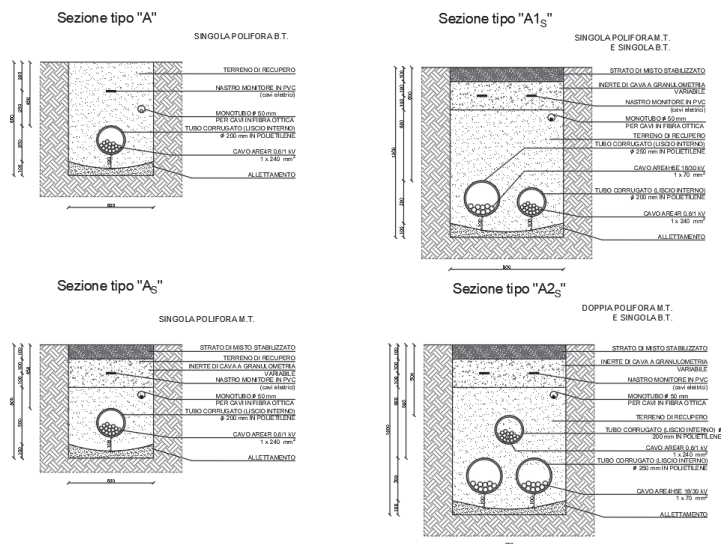 Sezione tipo "A"
SINGOLA POLIFORA B.T.
TERRENO DI RECUPERO
NASTRO MONITORE IN PVC
(cavi elettrici)
MONOTUBO ø 50 mm
PER CAVI IN FIBRA OTTICA
TUBO CORRUGATO (LISCIO INTERNO)
ø 200 mm IN POLIETILENE
CAVO ARE4R 0,6/1 kV
1 x 240 mm²
ALLETTAMENTO
Sezione tipo "A1S"
SINGOLA POLIFORA M.T.
E SINGOLA B.T.
STRATO DI MISTO STABILIZZATO
INERTE DI CAVA A GRANULOMETRIA
VARIABILE
NASTRO MONITORE IN PVC
(cavi elettrici)
MONOTUBO ø 50 mm
PER CAVI IN FIBRA OTTICA
TERRENO DI RECUPERO
TUBO CORRUGATO (LISCIO INTERNO)
ø 250 mm IN POLIETILENE
CAVO ARE4H5E 18/30 kV
1 x 70 mm²
TUBO CORRUGATO (LISCIO INTERNO)
ø 200 mm IN POLIETILENE
CAVO ARE4R 0,6/1 kV
1 x 240 mm²
ALLETTAMENTO
Sezione tipo "AS"
SINGOLA POLIFORA M.T.
STRATO DI MISTO STABILIZZATO
TERRENO DI RECUPERO
INERTE DI CAVA A GRANULOMETRIA
VARIABILE
NASTRO MONITORE IN PVC
(cavi elettrici)
MONOTUBO ø 50 mm
PER CAVI IN FIBRA OTTICA
TUBO CORRUGATO (LISCIO INTERNO)
ø 200 mm IN POLIETILENE
CAVO ARE4R 0,6/1 kV
1 x 240 mm²
ALLETTAMENTO
Sezione tipo "A2S"
DOPPIA POLIFORA M.T.
E SINGOLA B.T.
STRATO DI MISTO STABILIZZATO
INERTE DI CAVA A GRANULOMETRIA
VARIABILE
NASTRO MONITORE IN PVC
(cavi elettrici)
MONOTUBO ø 50 mm
PER CAVI IN FIBRA OTTICA
TERRENO DI RECUPERO
TUBO CORRUGATO (LISCIO INTERNO) ø
200 mm IN POLIETILENE
CAVO ARE4R 0,6/1 kV
1 x 240 mm²
TUBO CORRUGATO (LISCIO INTERNO)
ø 250 mm IN POLIETILENE
CAVO ARE4H5E 18/30 kV
1 x 70 mm²
ALLETTAMENTO